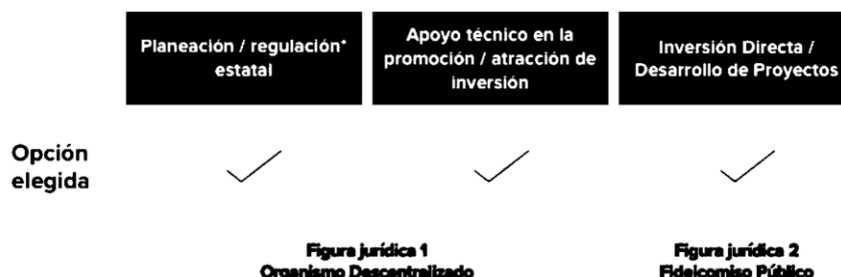 Planeación / regulación*
estatal
Apoyo técnico en la
promoción / atracción de
inversión
Inversión Directa /
Desarrollo de Proyectos
Opción
elegida
Figura jurídica 1
Organismo Descentralizado
Figura jurídica 2
Fideicomiso Público